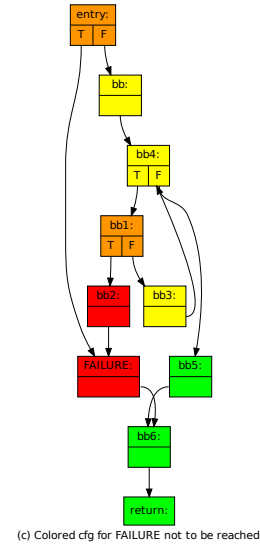 entry:
T F
bb:
bb4:
T F
bb1:
T F
bb2:
bb3:
FAILURE:
bb5:
bb6:
return:
(c) Colored cfg for FAILURE not to be reached